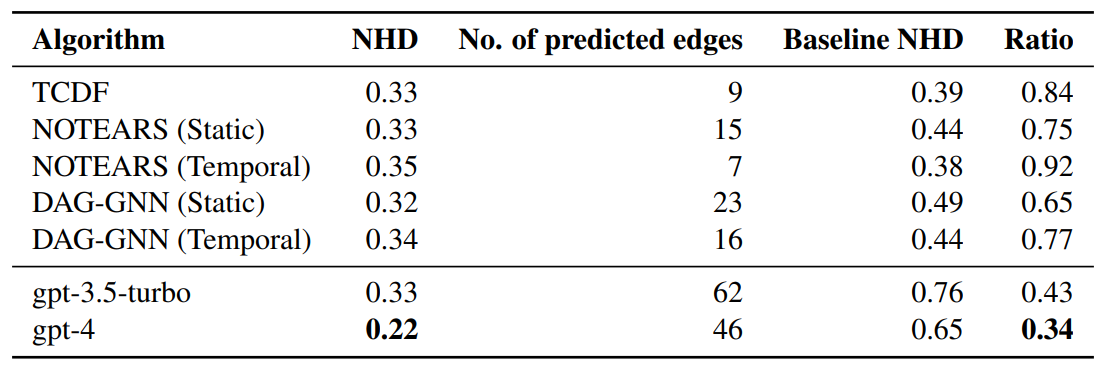 Algorithm NHD No. of predicted edges Baseline NHD Ratio
TCDF 0.33 9 0.39 0.84
NOTEARS (Static) 0.33 15 0.44 0.75
NOTEARS (Temporal) 0.35 7 0.38 0.92
DAG-GNN (Static) 0.32 23 0.49 0.65
DAG-GNN (Temporal) 0.34 16 0.44 0.77
gpt-3.5-turbo 0.33 62 0.76 0.43
gpt-4 0.22 46 0.65 0.34